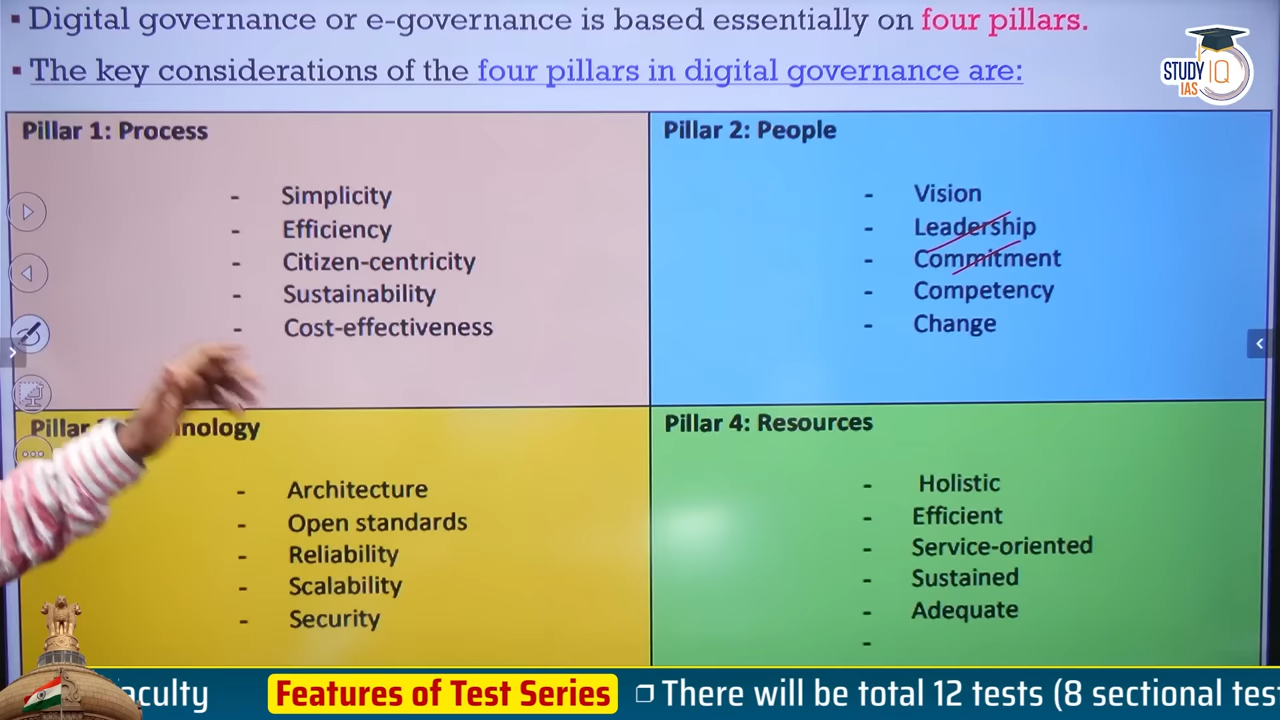 ▪ Digital governance or e-governance is based essentially on four pillars.
▪ The key considerations of the four pillars in digital governance are:
STUDY IQ
IAS
Pillar 1: Process
- Simplicity
- Efficiency
- Citizen-centricity
- Sustainability
- Cost-effectiveness
Pillar 2: People
- Vision
- Leadership
- Commitment
- Competency
- Change
Pillar
- Architecture
- Open standards
- Reliability
- Scalability
- Security
Pillar 4: Resources
- Holistic
- Efficient
- Service-oriented
- Sustained
- Adequate
-
Features of Test Series ❒ There will be total 12 tests (8 sectional